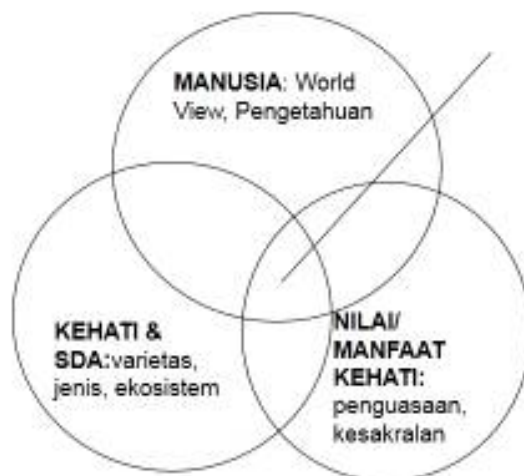 MANUSIA: World
View, Pengetahuan
KEHATI &
SDA:varietas,
jenis, ekosistem
NILAI/
MANFAAT
KEHATI:
penguasaan,
kesakralan